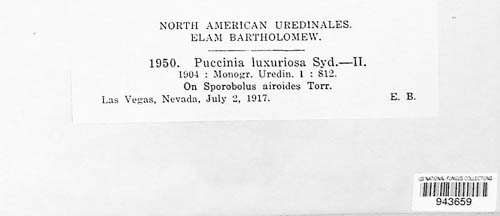 NORTH AMERICAN UREDINALES.
ELAM BARTHOLOMEW.
1950. Puccinia luxuriosa Syd.—II.
1904 : Monogr. Uredin. 1 : 812.
On Sporobolus airoides Torr.
Las Vegas, Nevada, July 2, 1917. E. B.
US NATIONAL FUNGUS COLLECTIONS
943659